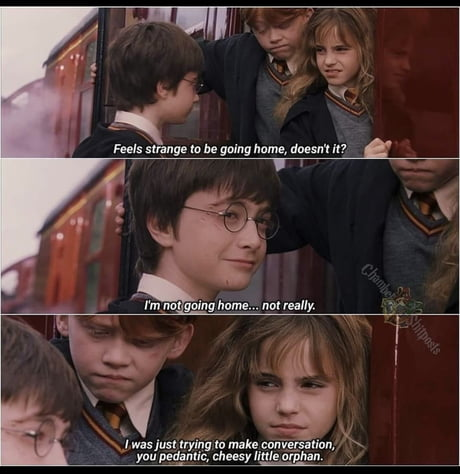 Feels strange to be going home, doesn't it?
I'm not going home... not really.
I was just trying to make conversation,
you pedantic, cheesy little orphan.